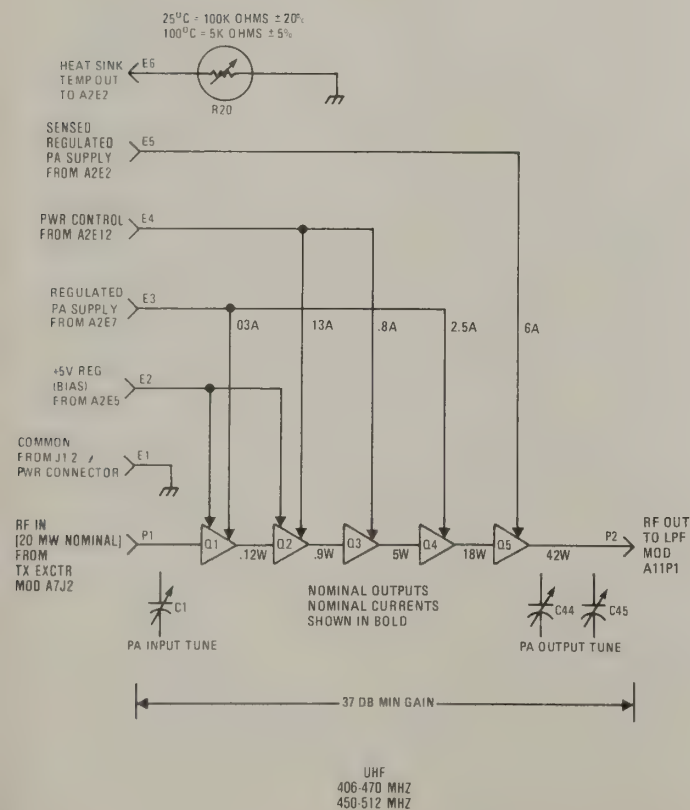 25°C = 100K OHMS ± 20%
100°C = 5K OHMS ± 5%
HEAT SINK
TEMP OUT
TO A2E2
E6
R20
SENSED
REGULATED
PA SUPPLY
FROM A2E2
E5
PWR CONTROL
FROM A2E12
E4
REGULATED
PA SUPPLY
FROM A2E7
E3
03A
13A
.8A
2.5A
6A
+5V REG
(BIAS)
FROM A2E5
E2
COMMON
FROM J1 2 /
PWR CONNECTOR
E1
RF IN
[20 MW NOMINAL]
FROM
TX EXCTR
MOD A7J2
P1
Q1
.12W
Q2
.9W
Q3
5W
Q4
18W
Q5
42W
P2
RF OUT
TO LPF
MOD
A11P1
C1
PA INPUT TUNE
NOMINAL OUTPUTS
NOMINAL CURRENTS
SHOWN IN BOLD
C44
C45
PA OUTPUT TUNE
37 DB MIN GAIN
UHF
406-470 MHZ
450-512 MHZ